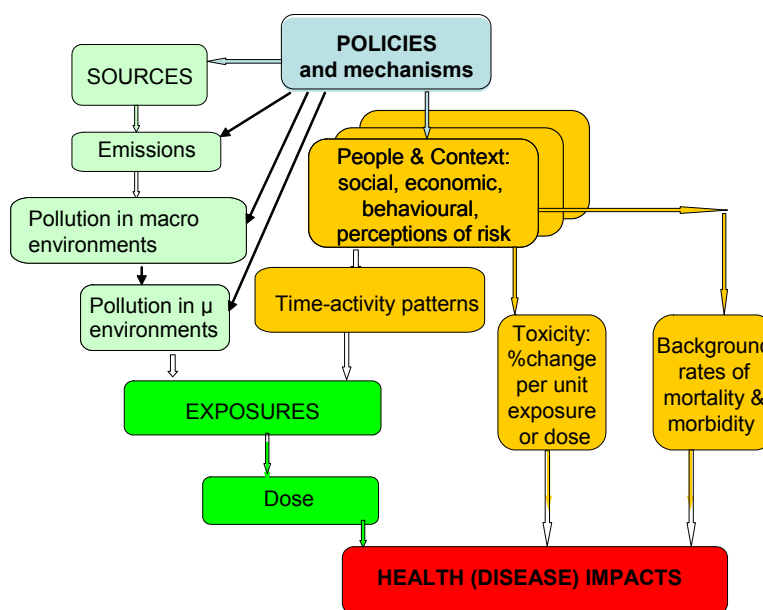 POLICIES
and mechanisms
SOURCES
Emissions
Pollution in macro
environments
Pollution in µ
environments
People & Context:
social, economic,
behavioural,
perceptions of risk
Time-activity patterns
Toxicity:
%change
per unit
exposure
or dose
Background
rates of
mortality &
morbidity
EXPOSURES
Dose
HEALTH (DISEASE) IMPACTS